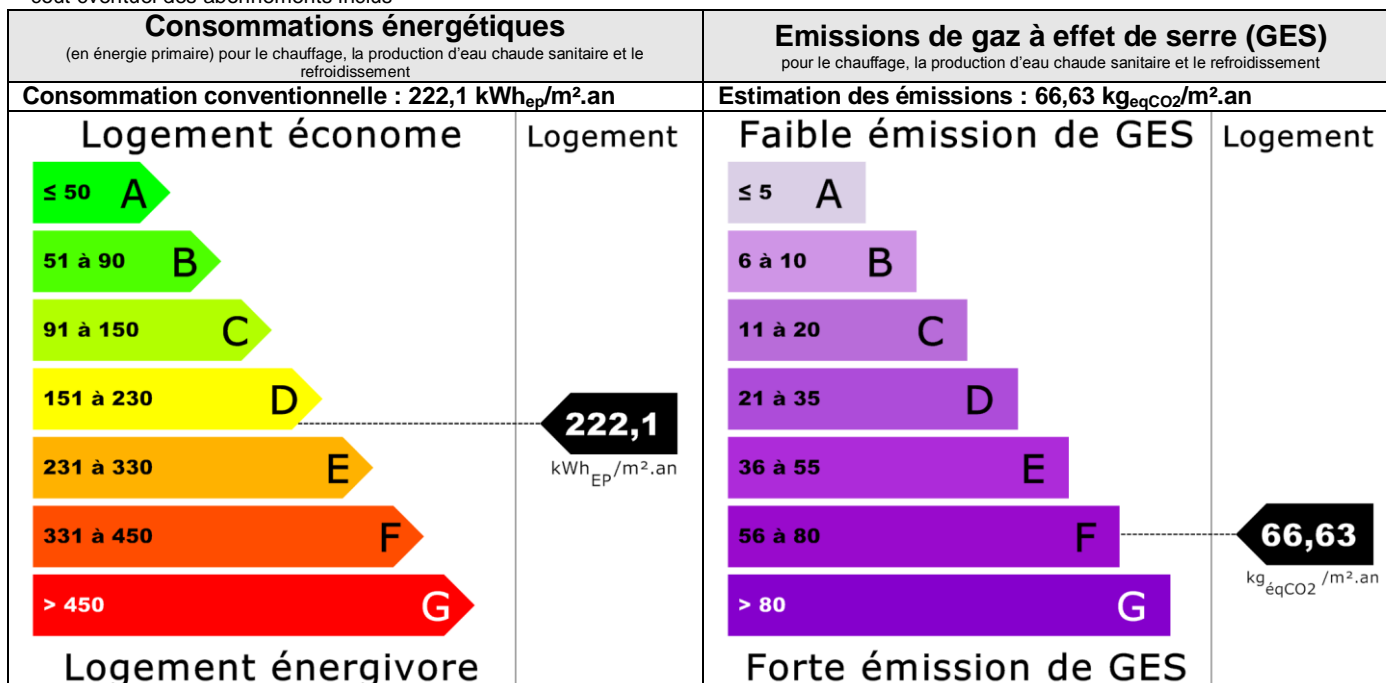 coût éventuel des abonnements inclus
Consommations énergétiques
(en énergie primaire) pour le chauffage, la production d'eau chaude sanitaire et le
refroidissement
Consommation conventionnelle : 222,1 kWhep/m².an
Logement économe
Logement
≤ 50 A
51 à 90 B
91 à 150 C
151 à 230 D
222,1
kWhEP/m².an
231 à 330 E
331 à 450 F
> 450 G
Logement énergivore
Emissions de gaz à effet de serre (GES)
pour le chauffage, la production d'eau chaude sanitaire et le refroidissement
Estimation des émissions : 66,63 kgeqCO2/m².an
Faible émission de GES
Logement
≤ 5 A
6 à 10 B
11 à 20 C
21 à 35 D
36 à 55 E
56 à 80 F
66,63
kgéqCO2 /m².an
> 80 G
Forte émission de GES